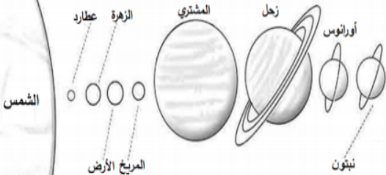 عطارد
الزهرة
المشتري
زحل
أورانوس
الشمس
الأرض
المريخ
نبتون